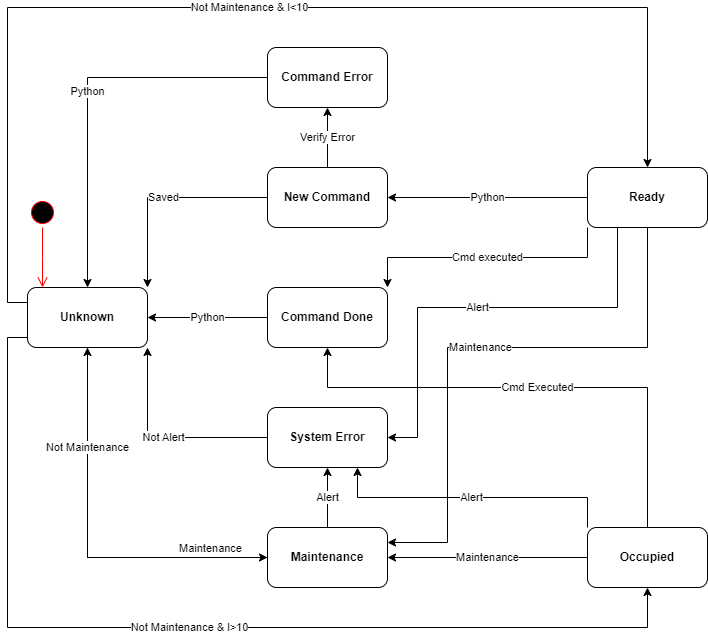 Not Maintenance & I<10
Command Error
Python
Verify Error
Saved
New Command
Python
Ready
Cmd executed
Unknown
Python
Command Done
Alert
Maintenance
Cmd Executed
Not Alert
System Error
Not Maintenance
Alert
Alert
Maintenance
Maintenance
Maintenance
Occupied
Not Maintenance & I>10